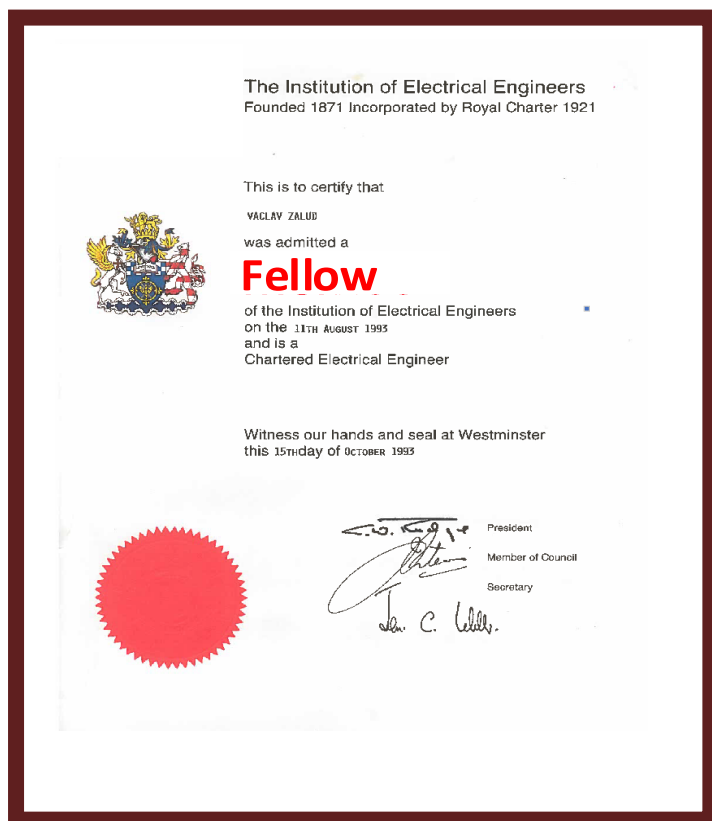 The Institution of Electrical Engineers
Founded 1871 Incorporated by Royal Charter 1921
This is to certify that
VACLAV ZALUD
was admitted a
Fellow
of the Institution of Electrical Engineers
on the 11TH AUGUST 1993
and is a
Chartered Electrical Engineer
Witness our hands and seal at Westminster
this 15THday of OCTOBER 1993
President
Member of Council
Secretary